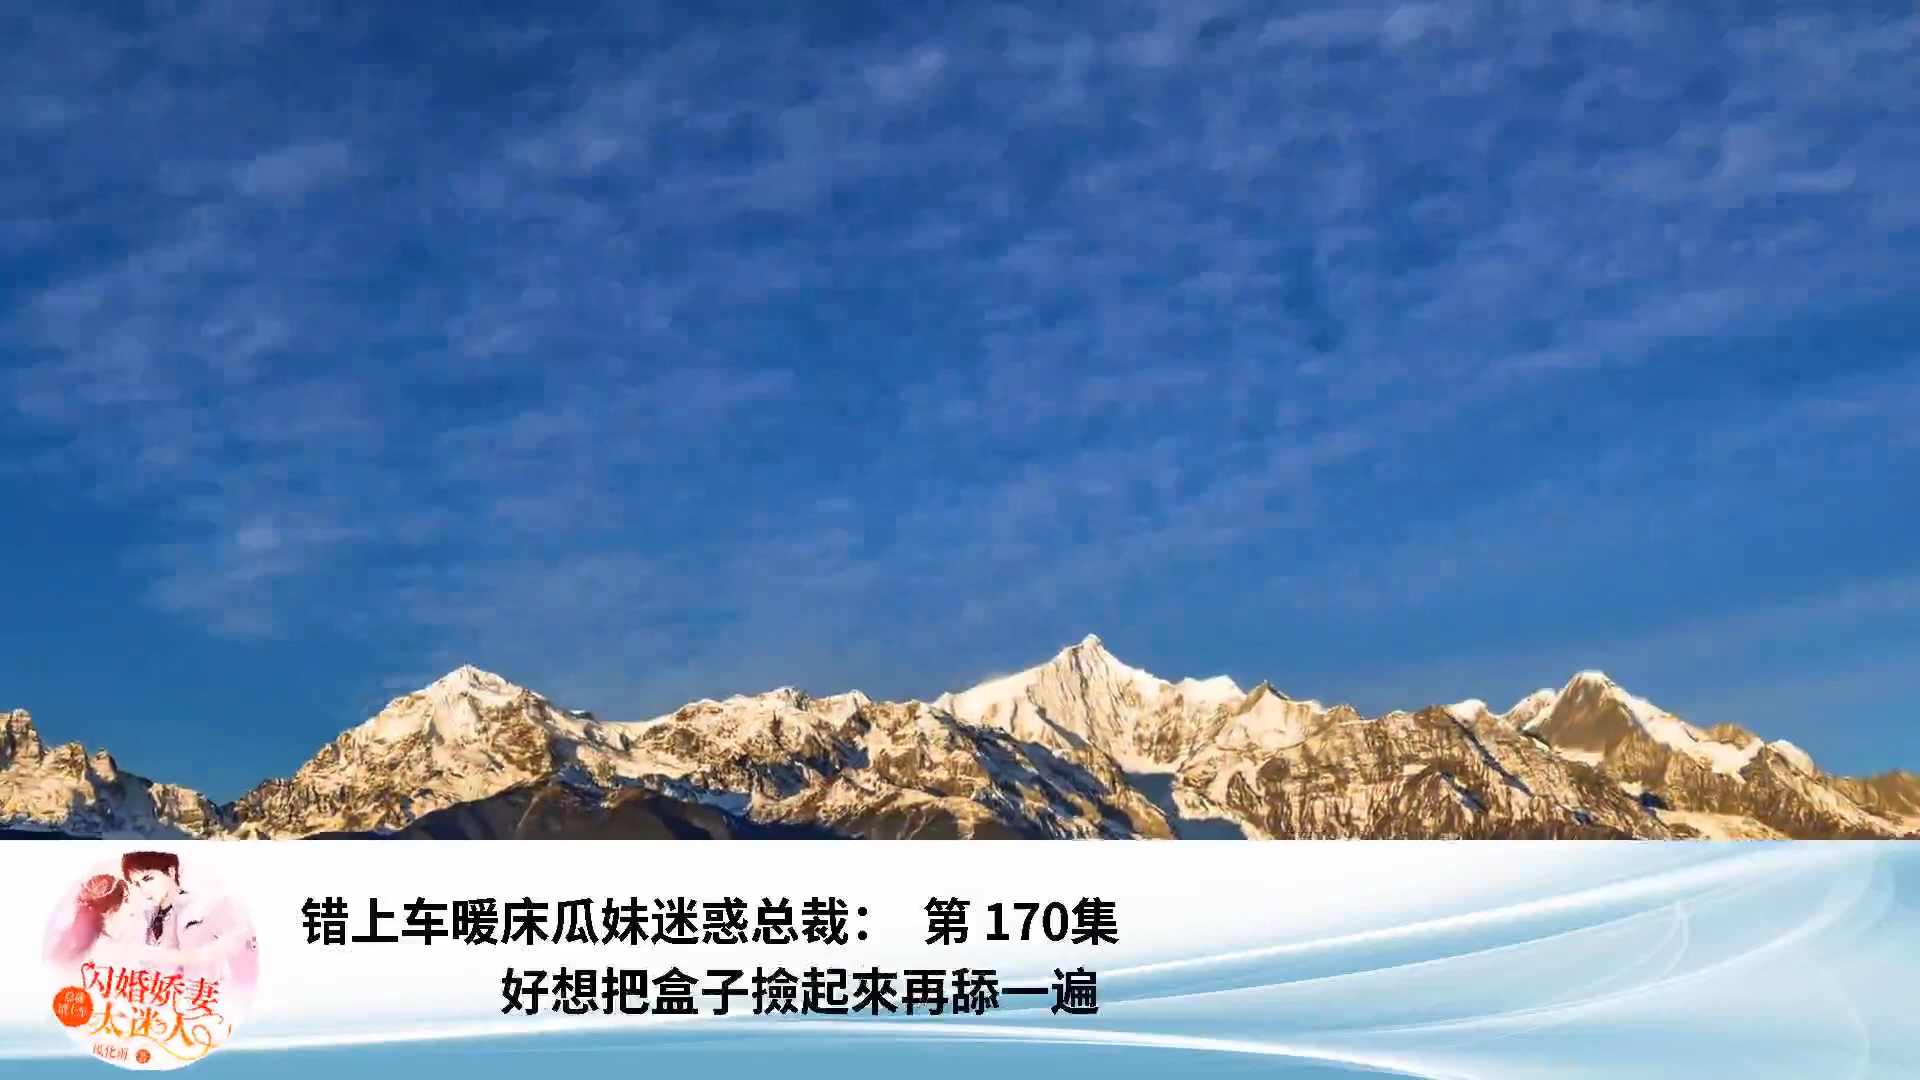 错上车暖床瓜妹迷惑总裁： 第 170集
好想把盒子撿起來再舔一遍
闪婚娇妻
太迷人